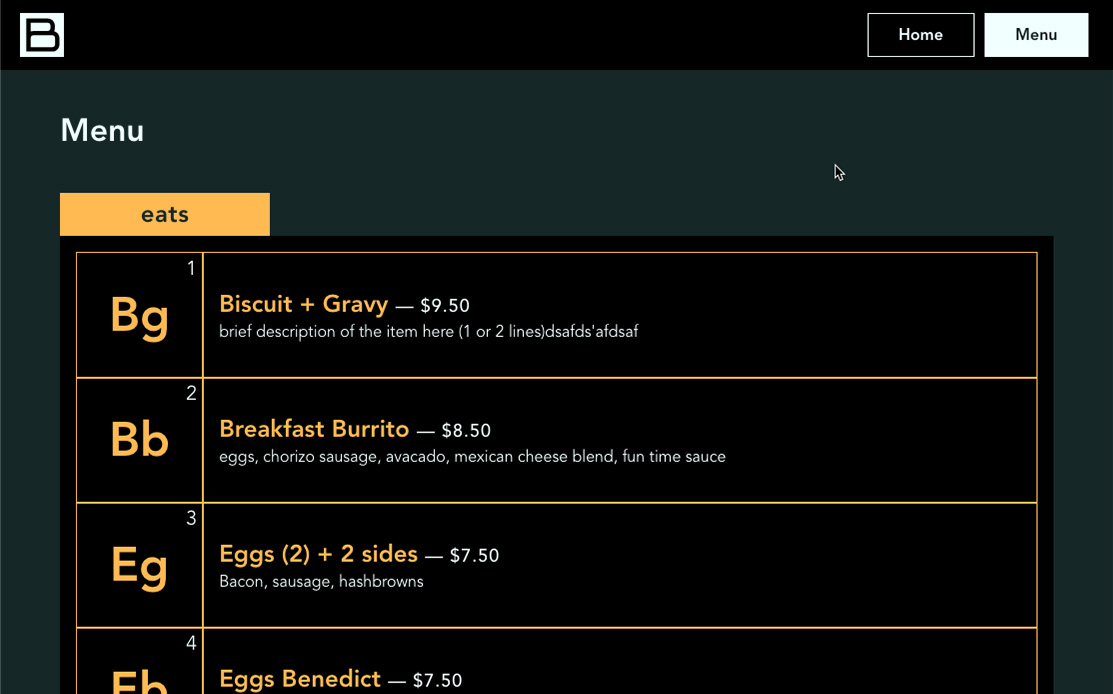 B
Home
Menu
Menu
eats
1
Bg
Biscuit + Gravy — $9.50
brief description of the item here (1 or 2 lines)dsafds'afdsaf
2
Bb
Breakfast Burrito — $8.50
eggs, chorizo sausage, avacado, mexican cheese blend, fun time sauce
3
Eg
Eggs (2) + 2 sides — $7.50
Bacon, sausage, hashbrowns
4
Eb
Eggs Benedict — $7.50